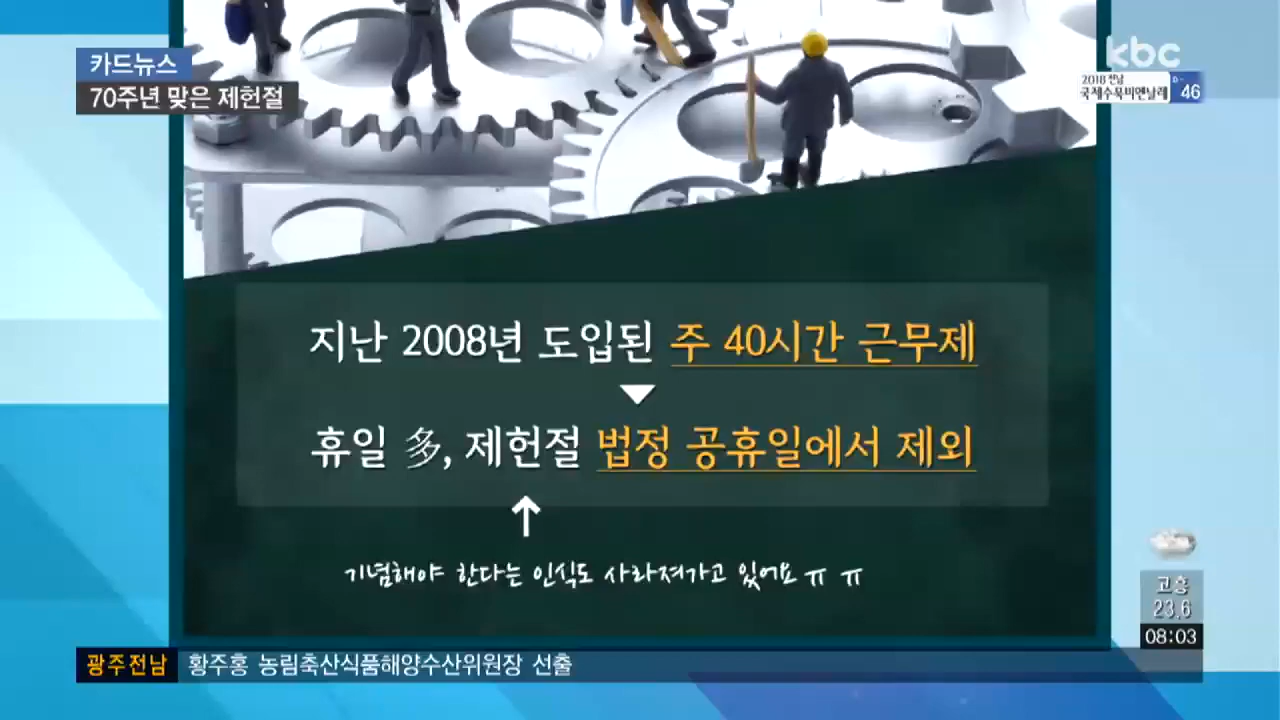 카드뉴스
70주년 맞은 제헌절
kbc
2018 전남
국제수묵비엔날레
D-46
지난 2008년 도입된 주 40시간 근무제
휴일 多, 제헌절 법정 공휴일에서 제외
기념해야 한다는 인식도 사라져가고 있어요 ㅠ ㅠ
고흥
23.6
08:03
광주전남 황주홍 농림축산식품해양수산위원장 선출